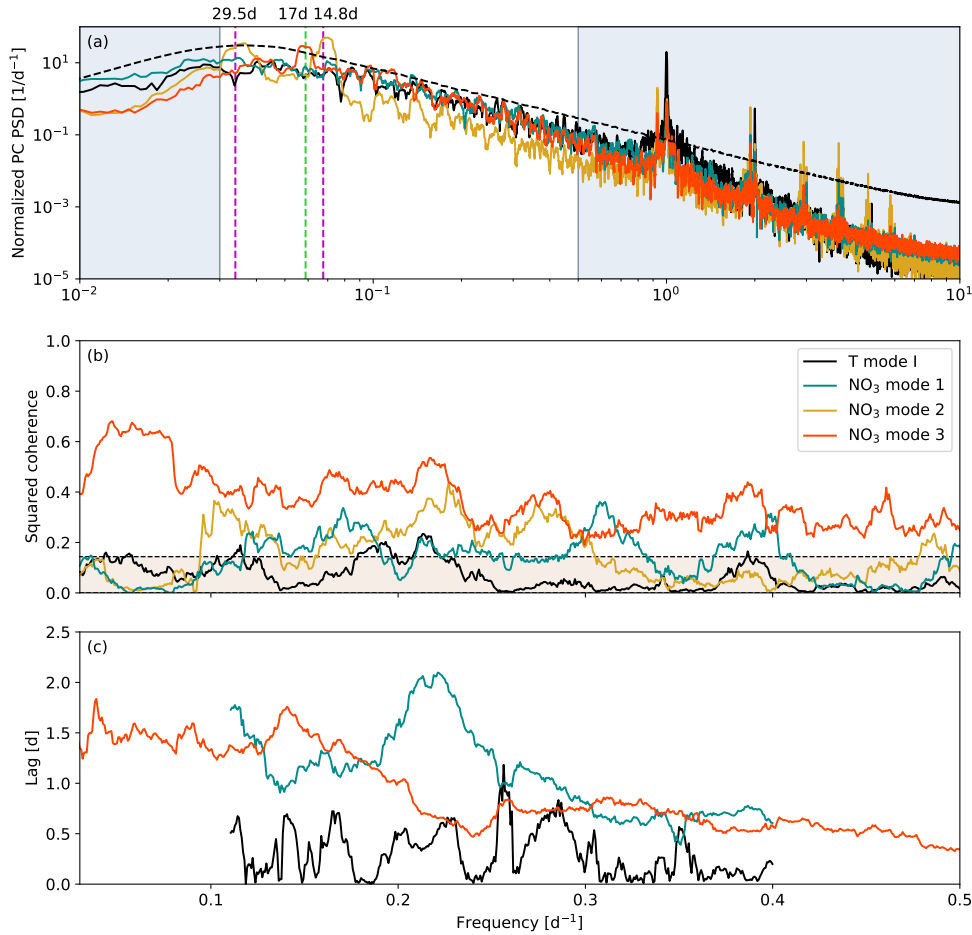 29.5d 17d 14.8d
(a)
Normalized PC PSD [1/d⁻¹]
10¹
10⁻¹
10⁻³
10⁻⁵
10⁻² 10⁻¹ 10⁰ 10¹
(b)
Squared coherence
1.0
0.8
0.6
0.4
0.2
0.0
T mode I
NO₃ mode 1
NO₃ mode 2
NO₃ mode 3
(c)
Lag [d]
2.5
2.0
1.5
1.0
0.5
0.0
0.1 0.2 0.3 0.4 0.5
Frequency [d⁻¹]